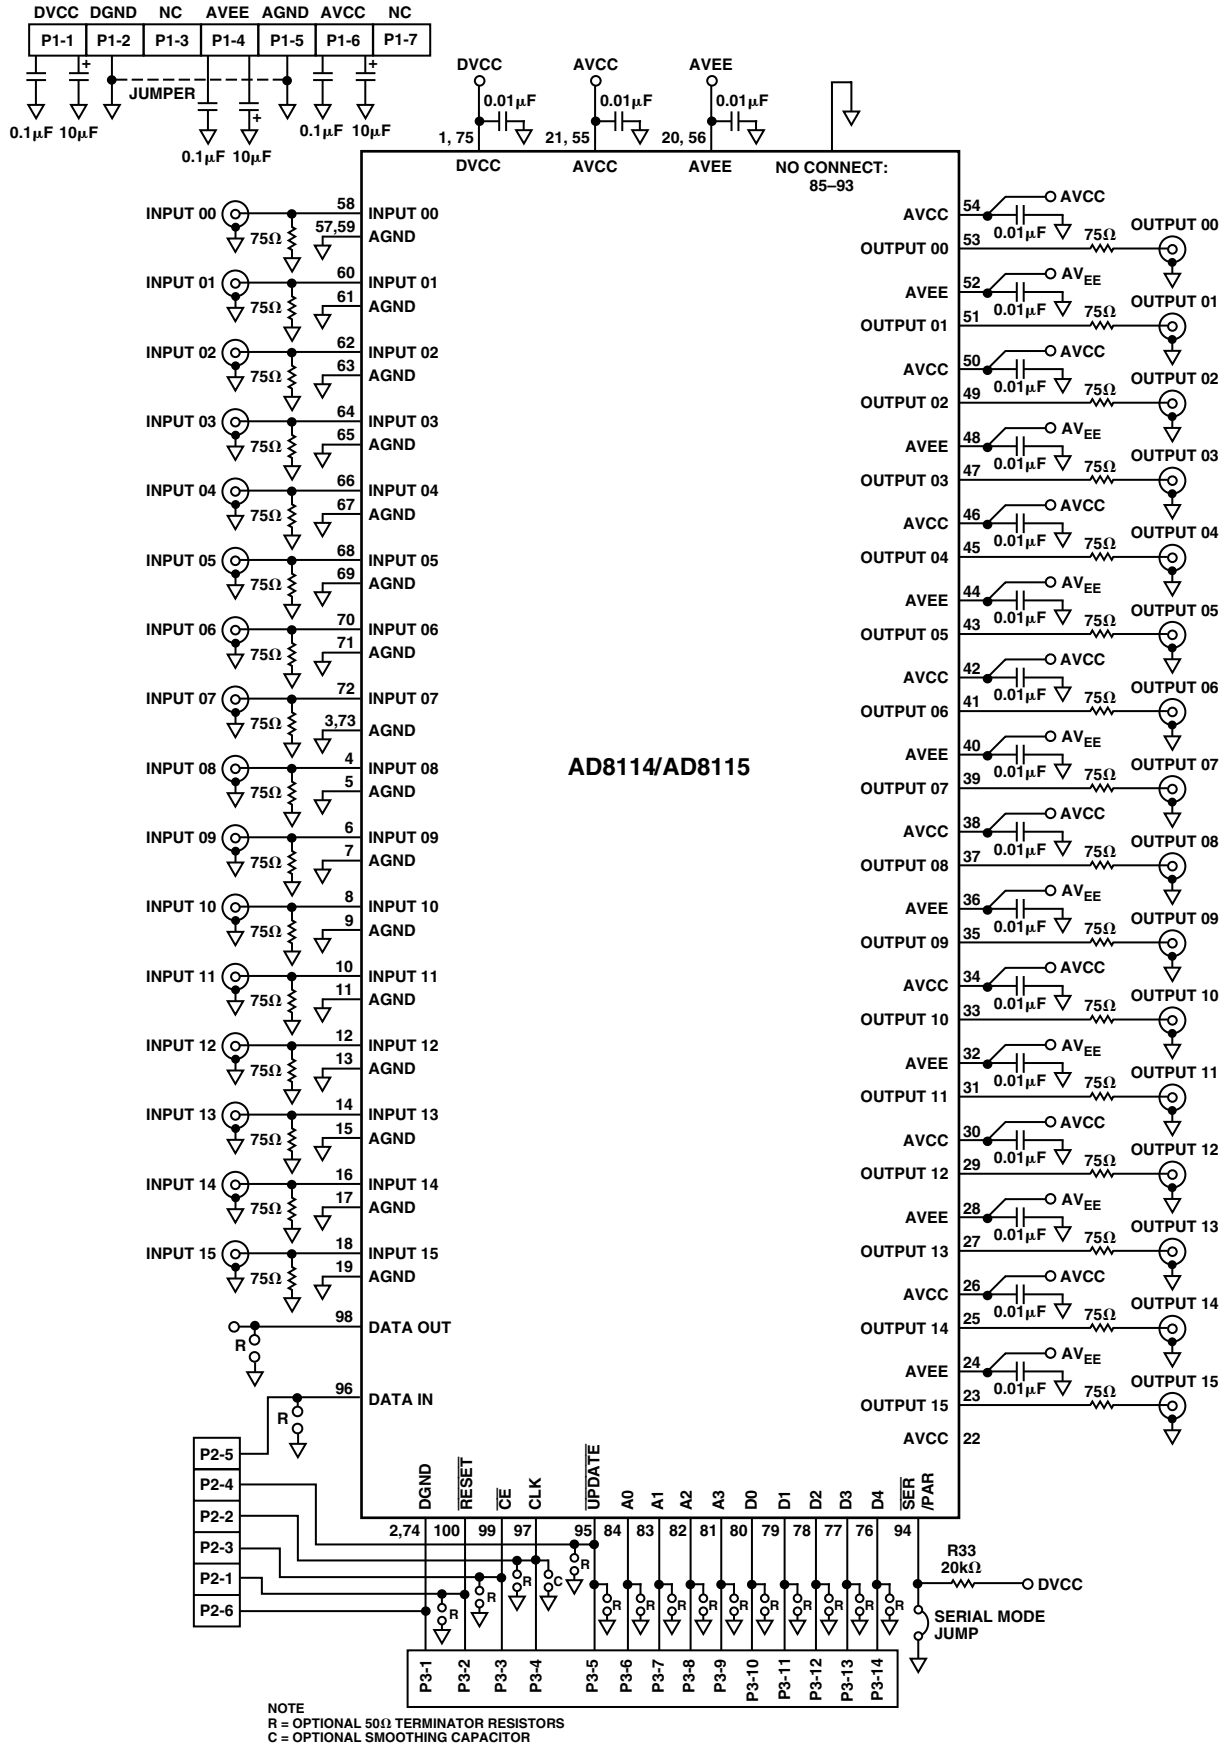 DVCC DGND NC AVEE AGND AVCC NC
P1-1 P1-2 P1-3 P1-4 P1-5 P1-6 P1-7
+ +
JUMPER
+
0.1µF 10µF 0.1µF 10µF
0.1µF 10µF
DVCC AVCC AVEE
0.01µF 0.01µF 0.01µF
1, 75 21, 55 20, 56
DVCC AVCC AVEE NO CONNECT:
85–93
AD8114/AD8115
INPUT 00 58 INPUT 00
75Ω 57,59 AGND
INPUT 01 60 INPUT 01
75Ω 61 AGND
INPUT 02 62 INPUT 02
75Ω 63 AGND
INPUT 03 64 INPUT 03
75Ω 65 AGND
INPUT 04 66 INPUT 04
75Ω 67 AGND
INPUT 05 68 INPUT 05
75Ω 69 AGND
INPUT 06 70 INPUT 06
75Ω 71 AGND
INPUT 07 72 INPUT 07
75Ω 3,73 AGND
INPUT 08 4 INPUT 08
75Ω 5 AGND
INPUT 09 6 INPUT 09
75Ω 7 AGND
INPUT 10 8 INPUT 10
75Ω 9 AGND
INPUT 11 10 INPUT 11
75Ω 11 AGND
INPUT 12 12 INPUT 12
75Ω 13 AGND
INPUT 13 14 INPUT 13
75Ω 15 AGND
INPUT 14 16 INPUT 14
75Ω 17 AGND
INPUT 15 18 INPUT 15
75Ω 19 AGND
98 DATA OUT
R
96 DATA IN
R
AVCC 54 0.01µF AVCC
OUTPUT 00 53 75Ω OUTPUT 00
AVEE 52 0.01µF AVEE
OUTPUT 01 51 75Ω OUTPUT 01
AVCC 50 0.01µF AVCC
OUTPUT 02 49 75Ω OUTPUT 02
AVEE 48 0.01µF AVEE
OUTPUT 03 47 75Ω OUTPUT 03
AVCC 46 0.01µF AVCC
OUTPUT 04 45 75Ω OUTPUT 04
AVEE 44 0.01µF AVEE
OUTPUT 05 43 75Ω OUTPUT 05
AVCC 42 0.01µF AVCC
OUTPUT 06 41 75Ω OUTPUT 06
AVEE 40 0.01µF AVEE
OUTPUT 07 39 75Ω OUTPUT 07
AVCC 38 0.01µF AVCC
OUTPUT 08 37 75Ω OUTPUT 08
AVEE 36 0.01µF AVEE
OUTPUT 09 35 75Ω OUTPUT 09
AVCC 34 0.01µF AVCC
OUTPUT 10 33 75Ω OUTPUT 10
AVEE 32 0.01µF AVEE
OUTPUT 11 31 75Ω OUTPUT 11
AVCC 30 0.01µF AVCC
OUTPUT 12 29 75Ω OUTPUT 12
AVEE 28 0.01µF AVEE
OUTPUT 13 27 75Ω OUTPUT 13
AVCC 26 0.01µF AVCC
OUTPUT 14 25 75Ω OUTPUT 14
AVEE 24 0.01µF AVEE
OUTPUT 15 23 75Ω OUTPUT 15
AVCC 22
P2-5
P2-4
P2-2
P2-3
P2-1
P2-6
DGND RESET CE CLK UPDATE A0 A1 A2 A3 D0 D1 D2 D3 D4 SER
/PAR
2,74 100 99 97 95 84 83 82 81 80 79 78 77 76 94
R33
20kΩ
DVCC
R R R C R
R R R R R R R R R R
SERIAL MODE
JUMP
P3-1 P3-2 P3-3 P3-4 P3-5 P3-6 P3-7 P3-8 P3-9 P3-10 P3-11 P3-12 P3-13 P3-14
NOTE
R = OPTIONAL 50Ω TERMINATOR RESISTORS
C = OPTIONAL SMOOTHING CAPACITOR